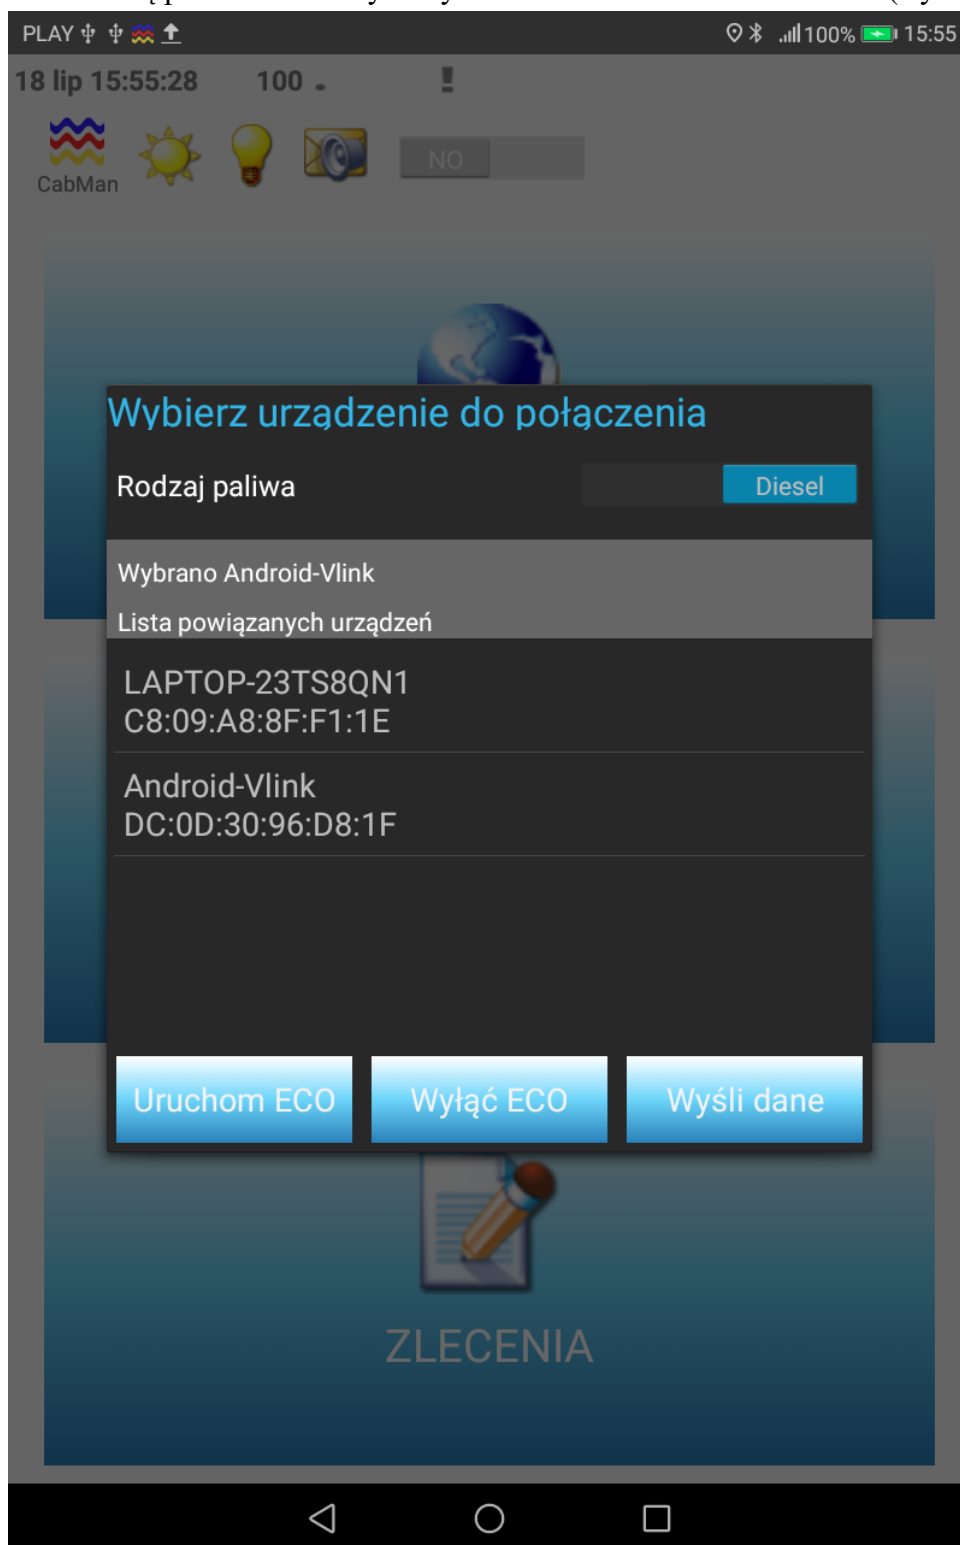 PLAY 100% 15:55
18 lip 15:55:28 100 - !
CabMan
NO
Wybierz urządzenie do połączenia
Rodzaj paliwa Diesel
Wybrano Android-Vlink
Lista powiązanych urządzeń
LAPTOP-23TS8QN1
C8:09:A8:8F:F1:1E
Android-Vlink
DC:0D:30:96:D8:1F
Uruchom ECO Wyłąć ECO Wyśli dane
ZLECENIA